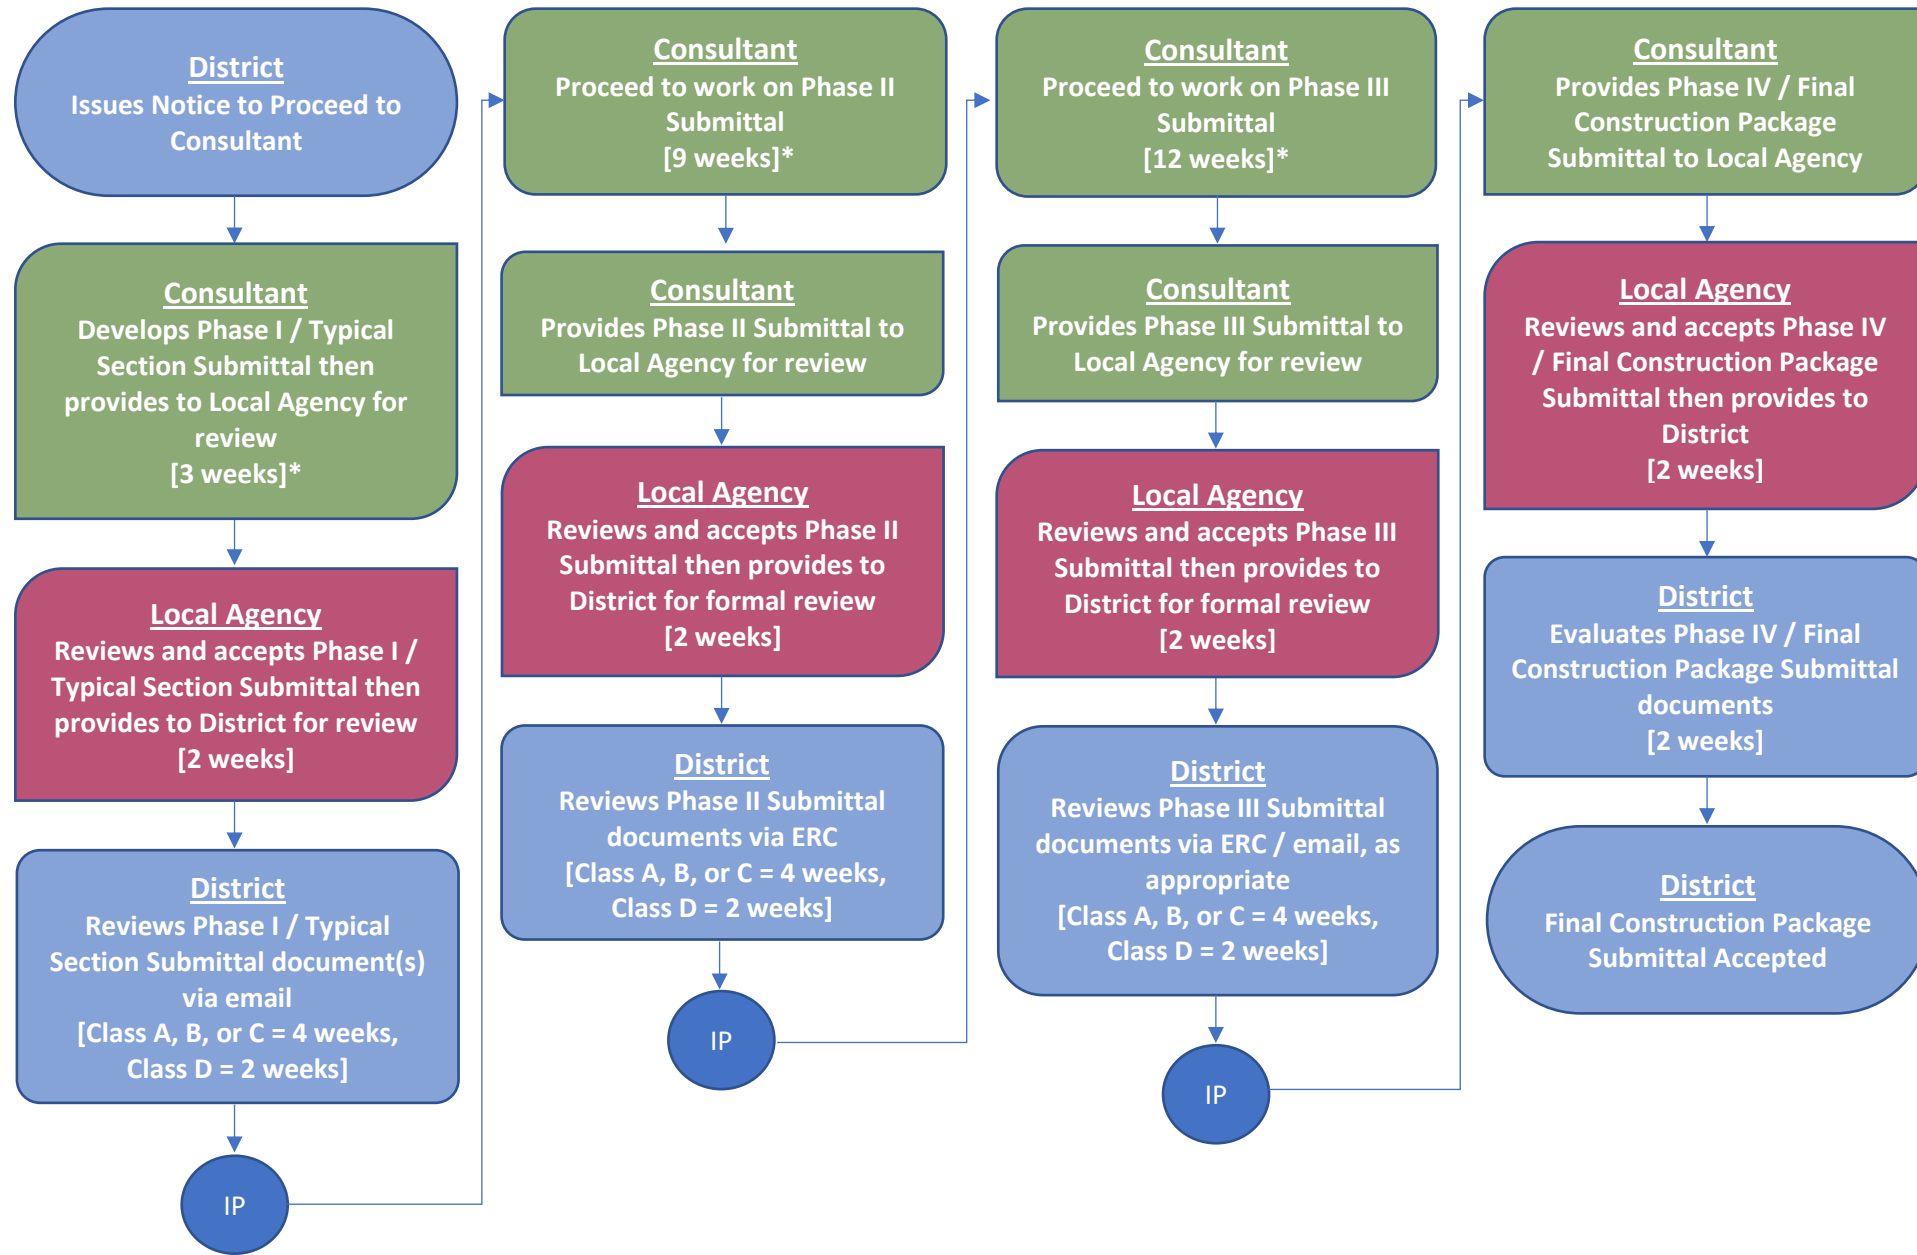 District
Issues Notice to Proceed to
Consultant
Consultant
Develops Phase I / Typical
Section Submittal then
provides to Local Agency for
review
[3 weeks]*
Local Agency
Reviews and accepts Phase I /
Typical Section Submittal then
provides to District for review
[2 weeks]
District
Reviews Phase I / Typical
Section Submittal document(s)
via email
[Class A, B, or C = 4 weeks,
Class D = 2 weeks]
IP
Consultant
Proceed to work on Phase II
Submittal
[9 weeks]*
Consultant
Provides Phase II Submittal to
Local Agency for review
Local Agency
Reviews and accepts Phase II
Submittal then provides to
District for formal review
[2 weeks]
District
Reviews Phase II Submittal
documents via ERC
[Class A, B, or C = 4 weeks,
Class D = 2 weeks]
IP
Consultant
Proceed to work on Phase III
Submittal
[12 weeks]*
Consultant
Provides Phase III Submittal to
Local Agency for review
Local Agency
Reviews and accepts Phase III
Submittal then provides to
District for formal review
[2 weeks]
District
Reviews Phase III Submittal
documents via ERC / email, as
appropriate
[Class A, B, or C = 4 weeks,
Class D = 2 weeks]
IP
Consultant
Provides Phase IV / Final
Construction Package
Submittal to Local Agency
Local Agency
Reviews and accepts Phase IV
/ Final Construction Package
Submittal then provides to
District
[2 weeks]
District
Evaluates Phase IV / Final
Construction Package Submittal
documents
[2 weeks]
District
Final Construction Package
Submittal Accepted